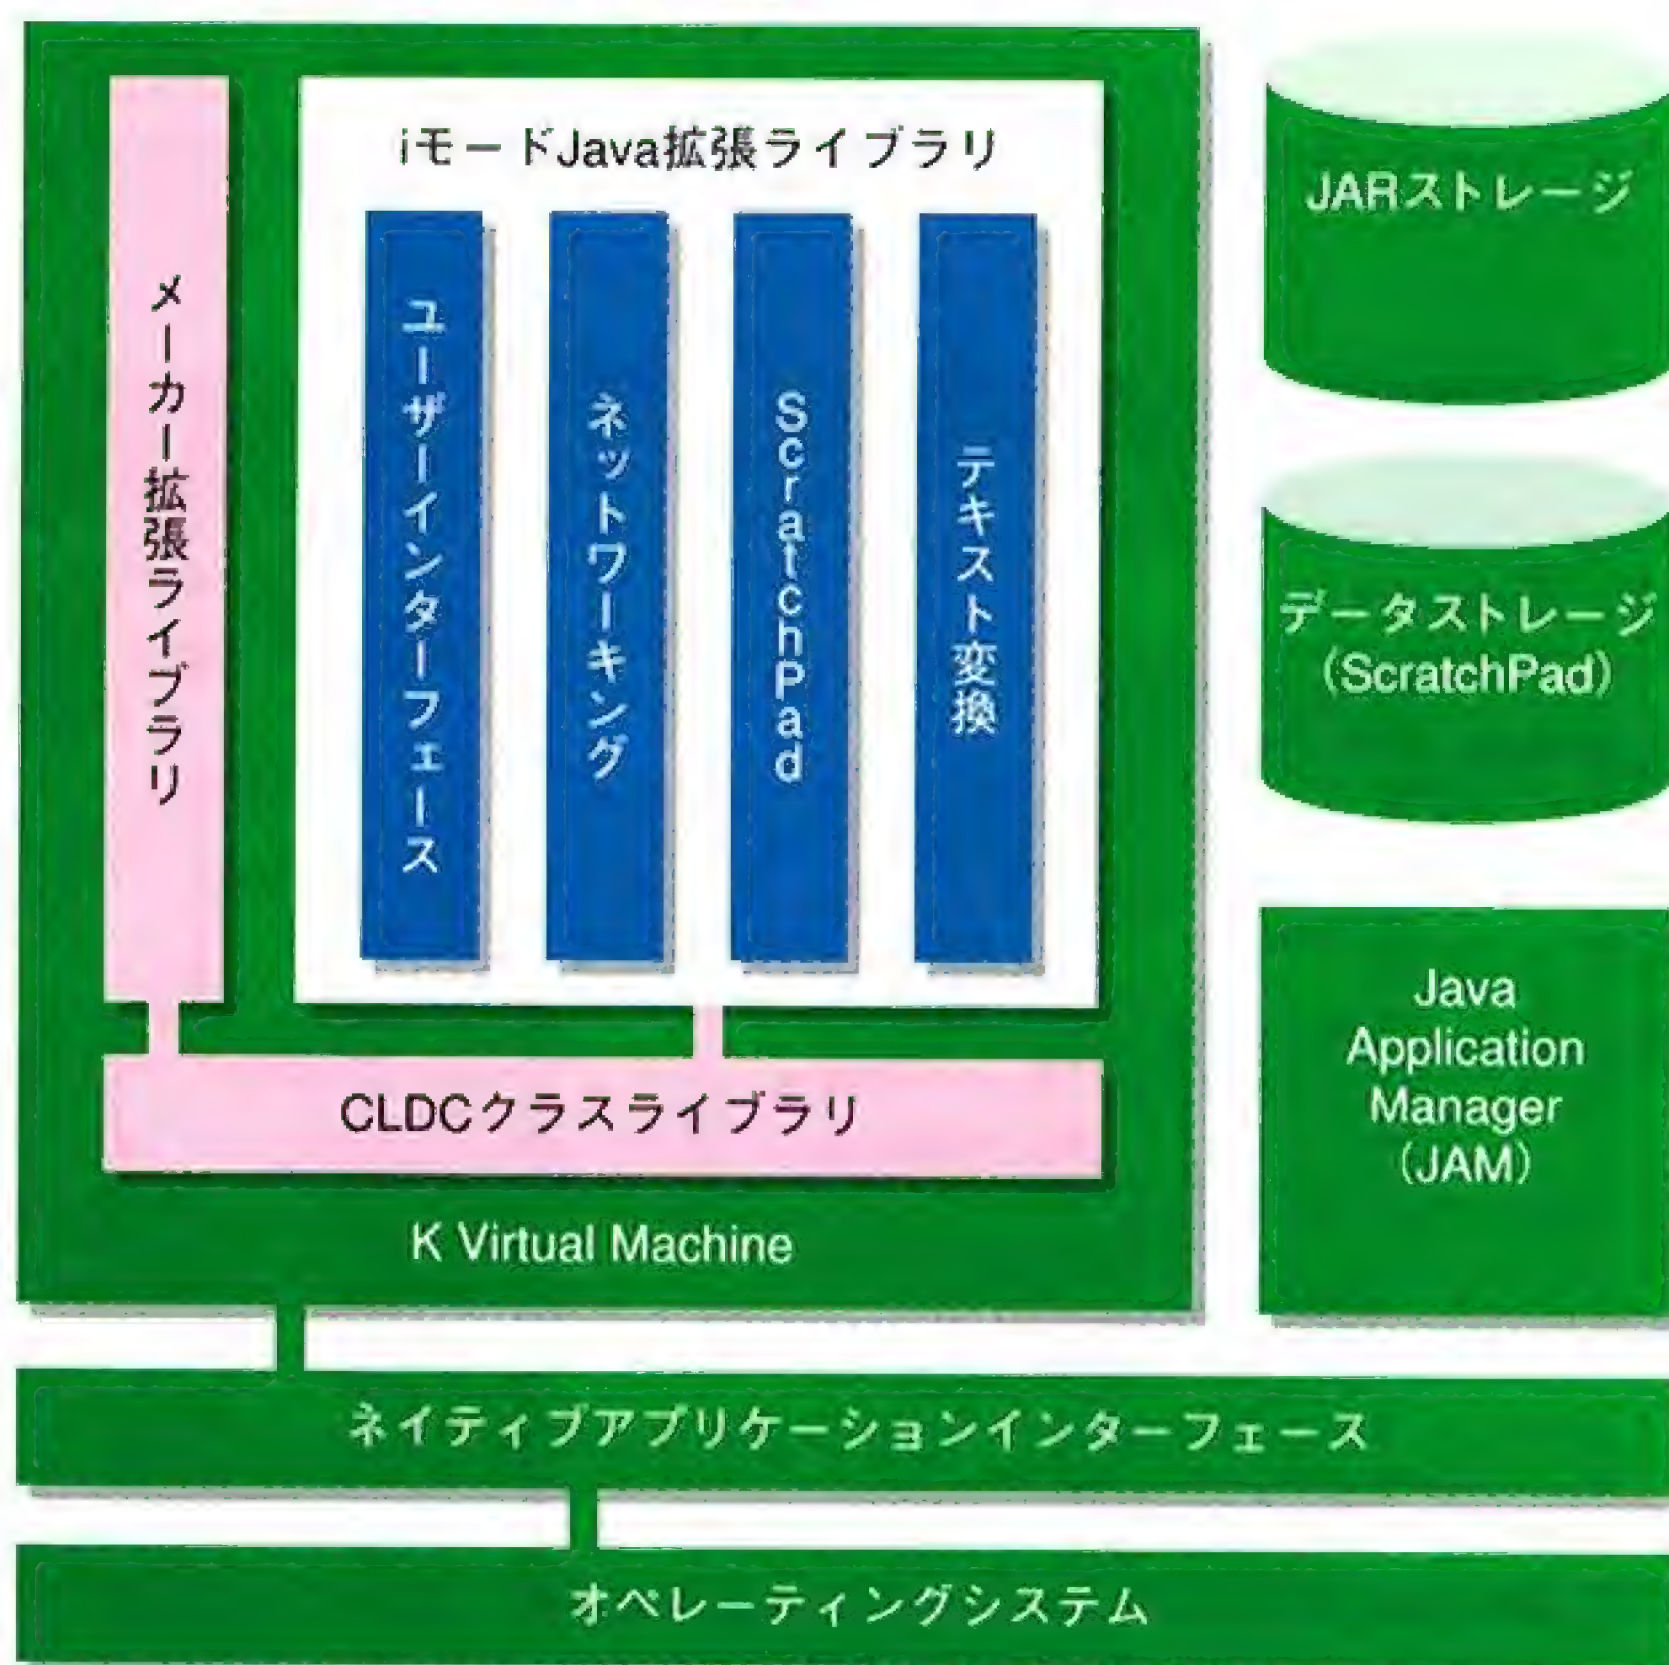 iモードJava拡張ライブラリ
メーカー拡張ライブラリ
ユーザーインターフェース
ネットワーキング
ScratchPad
テキスト変換
CLDCクラスライブラリ
K Virtual Machine
JARストレージ
データストレージ
(ScratchPad)
Java
Application
Manager
(JAM)
ネイティブアプリケーションインターフェース
オペレーティングシステム